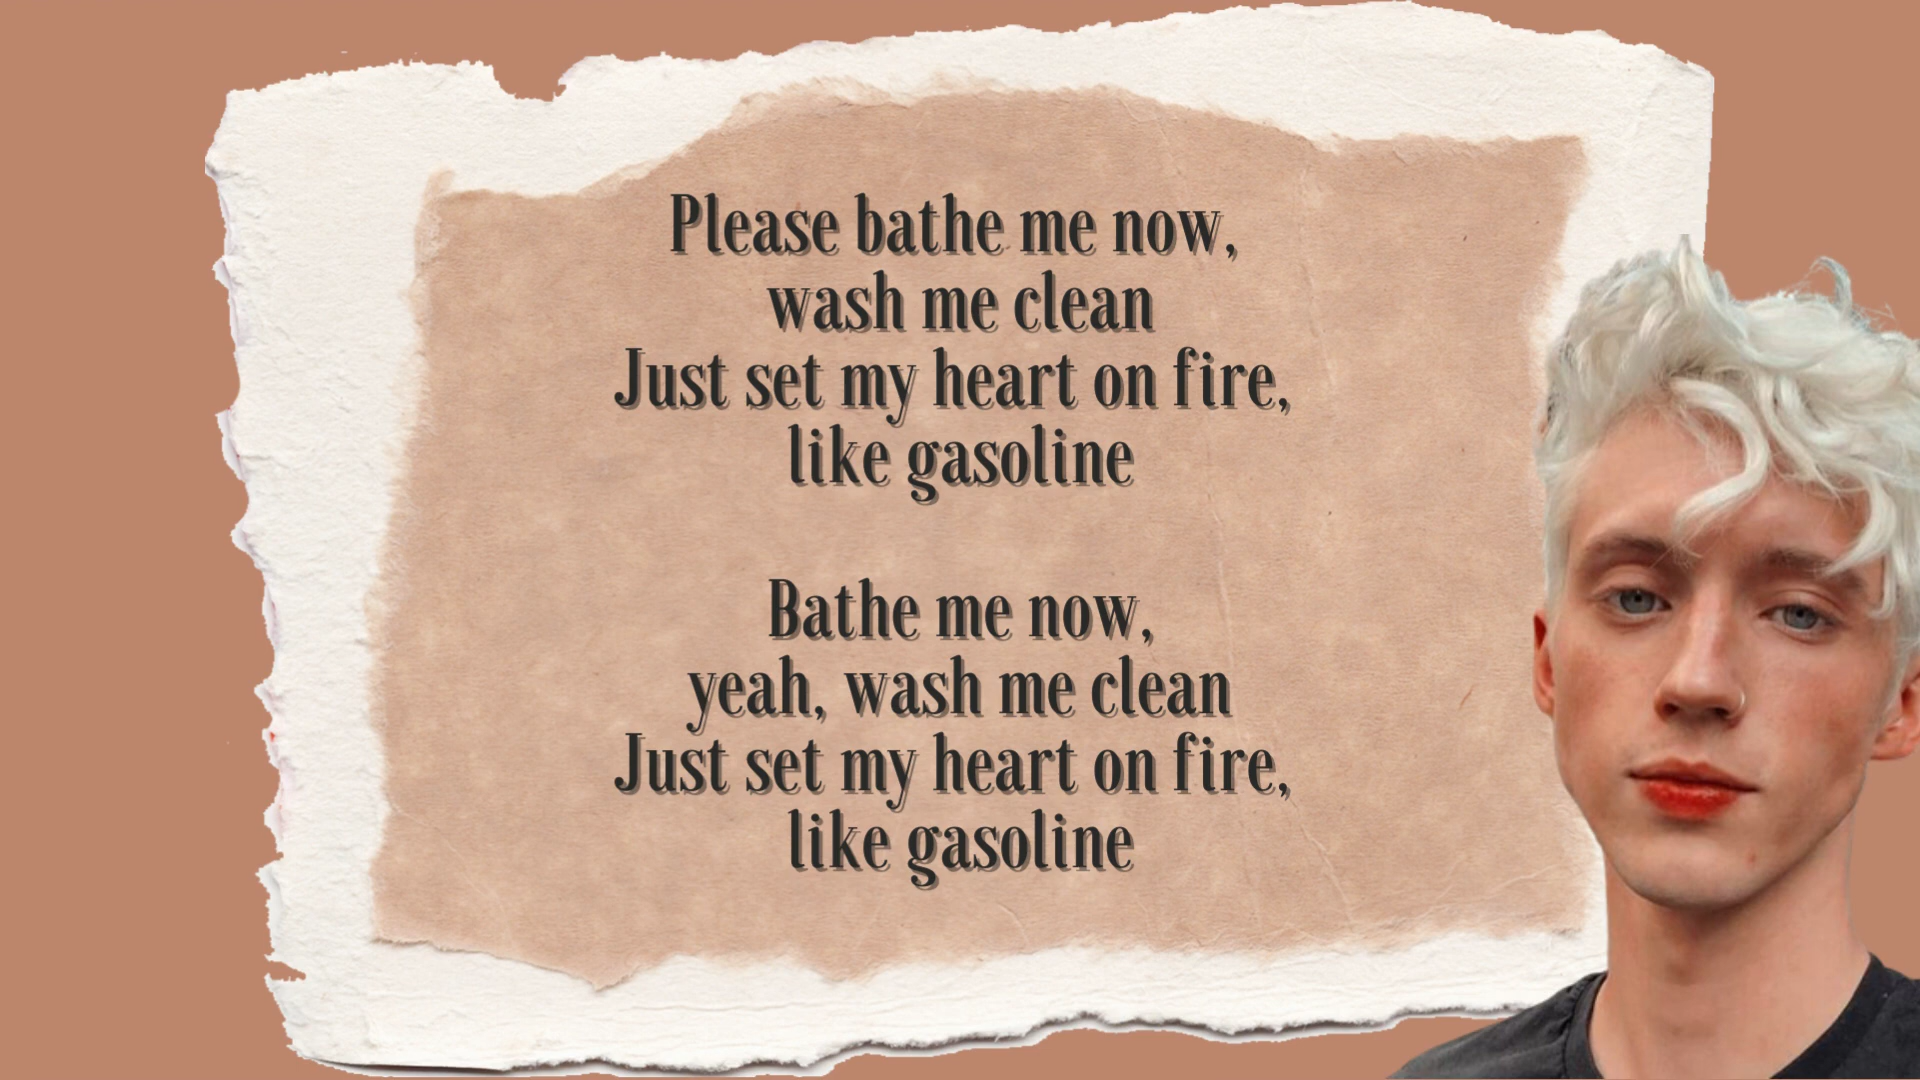 Please bathe me now,
wash me clean
Just set my heart on fire,
like gasoline
Bathe me now,
yeah, wash me clean
Just set my heart on fire,
like gasoline